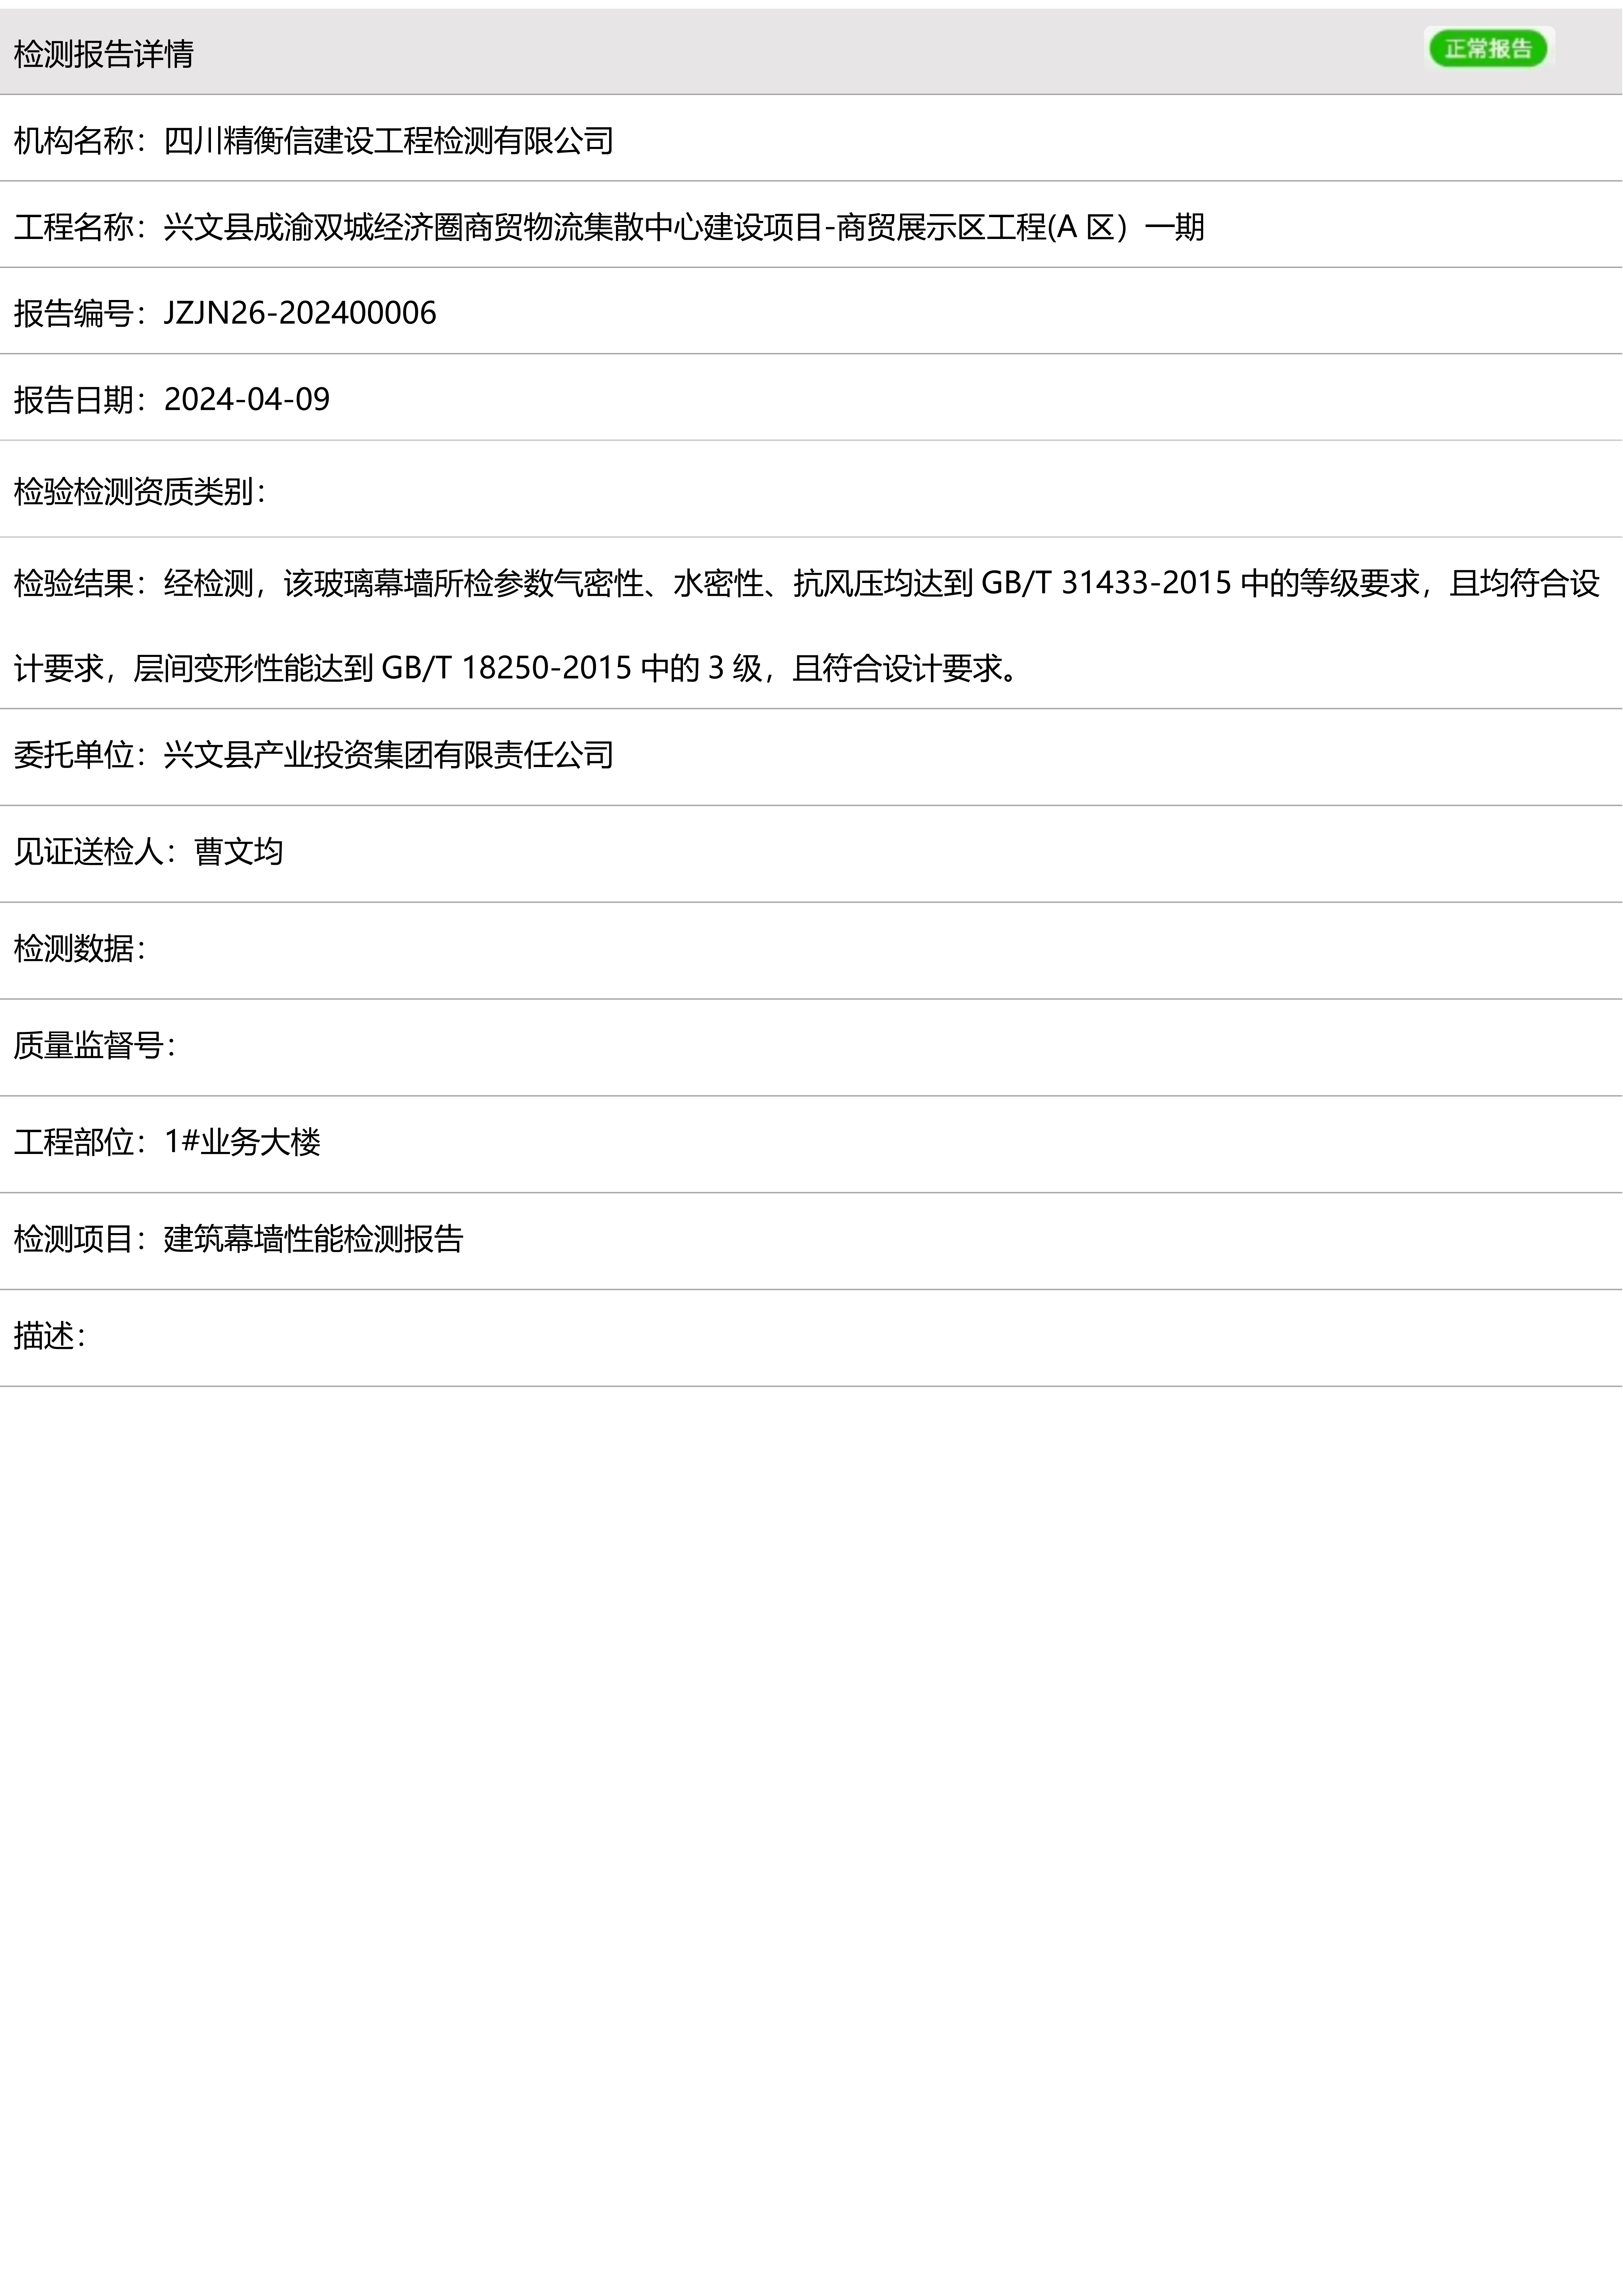 检测报告详情 正常报告
机构名称：四川精衡信建设工程检测有限公司
工程名称：兴文县成渝双城经济圈商贸物流集散中心建设项目-商贸展示区工程(A 区）一期
报告编号：JZJN26-202400006
报告日期：2024-04-09
检验检测资质类别：
检验结果：经检测，该玻璃幕墙所检参数气密性、水密性、抗风压均达到 GB/T 31433-2015 中的等级要求，且均符合设
计要求，层间变形性能达到 GB/T 18250-2015 中的 3 级，且符合设计要求。
委托单位：兴文县产业投资集团有限责任公司
见证送检人：曹文均
检测数据：
质量监督号：
工程部位：1#业务大楼
检测项目：建筑幕墙性能检测报告
描述：